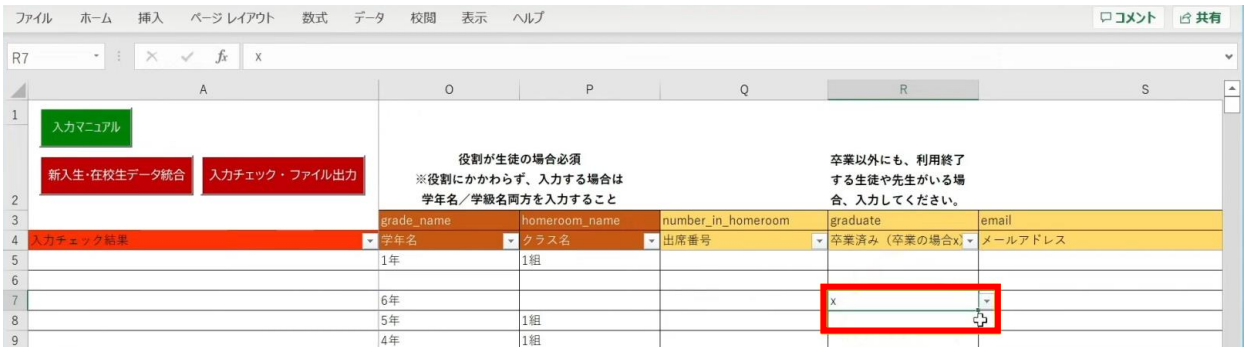 ファイル ホーム 挿入 ページ レイアウト 数式 データ 校閲 表示 ヘルプ コメント 共有
R7 fx x
A O P Q R S
1
入力マニュアル
役割が生徒の場合必須 卒業以外にも、利用終了
新入生・在校生データ統合 入力チェック・ファイル出力 ※役割にかかわらず、入力する場合は する生徒や先生がいる場
2 学年名／学級名両方を入力すること 合、入力してください。
3 grade_name homeroom_name number_in_homeroom graduate email
4 入力チェック結果 学年名 クラス名 出席番号 卒業済み（卒業の場合x） メールアドレス
5 1年 1組
6
7 6年 x
8 5年 1組
9 4年 1組